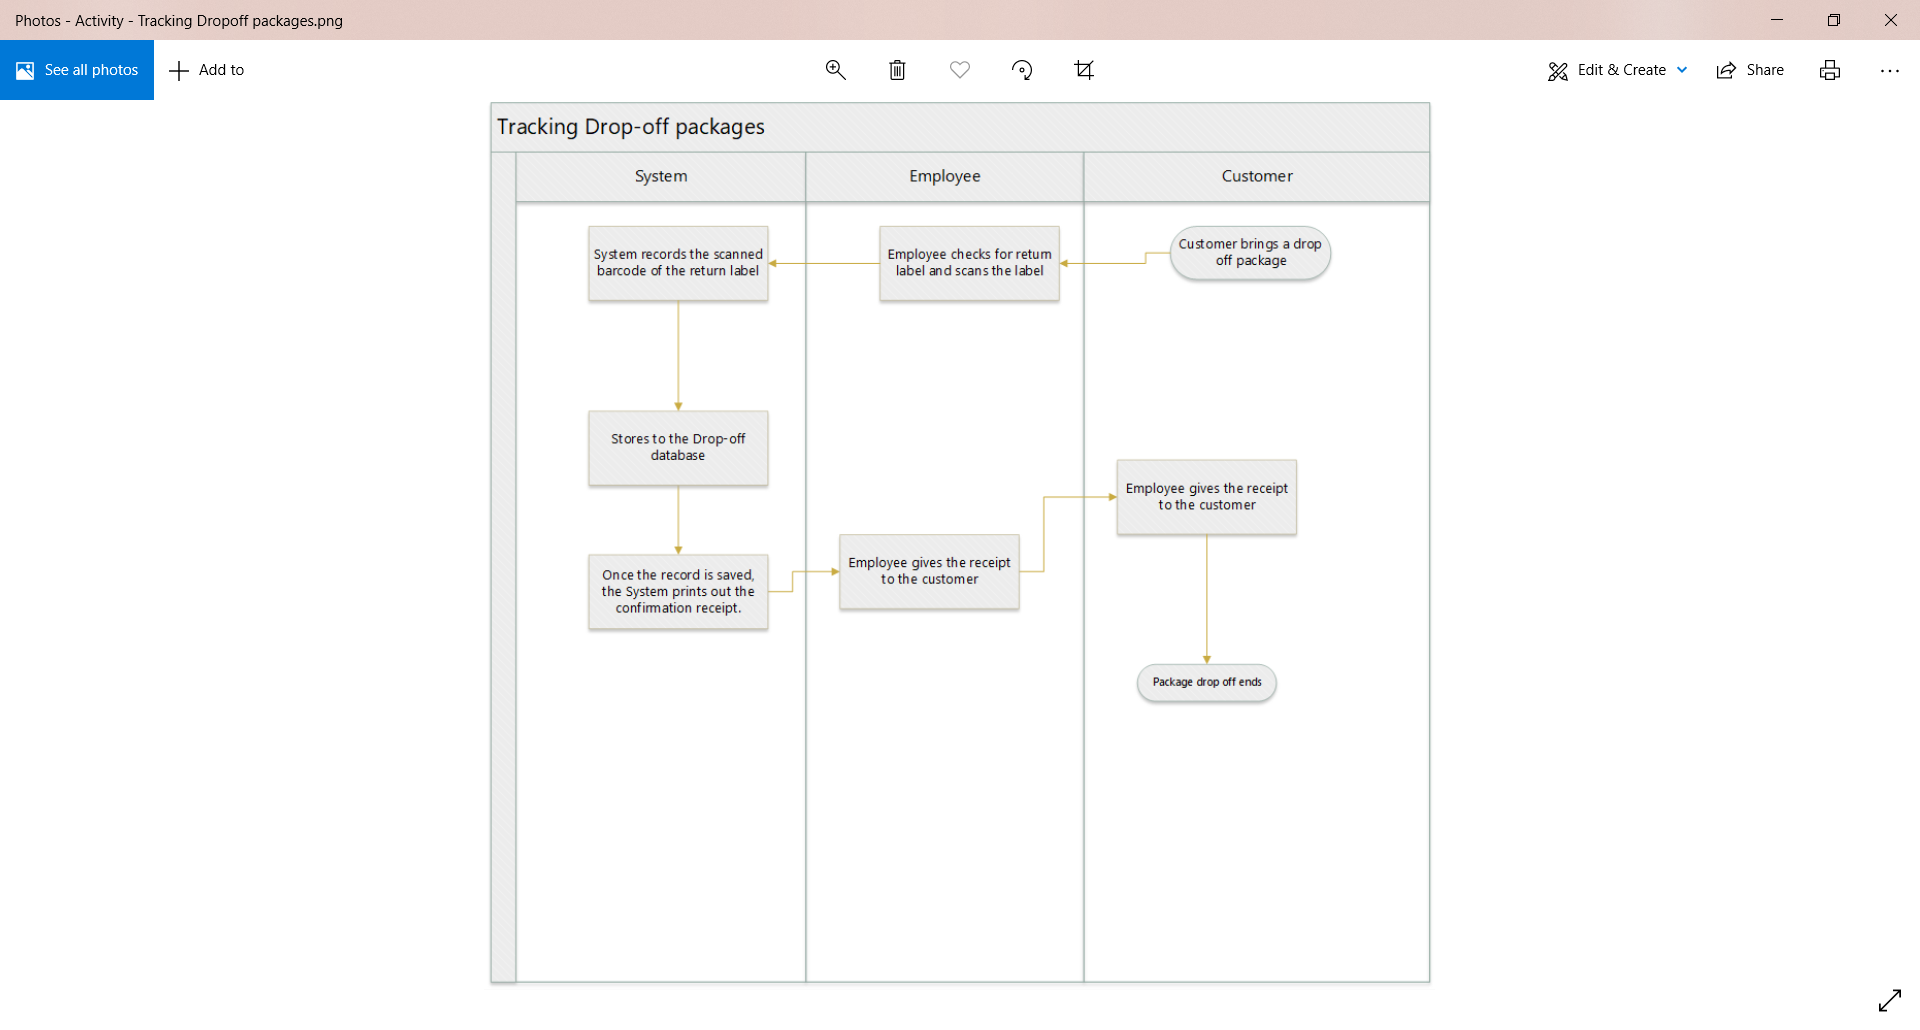 Photos - Activity - Tracking Dropoff packages.png
See all photos
Add to
Edit & Create
Share
Tracking Drop-off packages
System
Employee
Customer
System records the scanned
barcode of the return label
Employee checks for return
label and scans the label
Customer brings a drop
off package
Stores to the Drop-off
database
Employee gives the receipt
to the customer
Once the record is saved,
the System prints out the
confirmation receipt.
Employee gives the receipt
to the customer
Package drop off ends